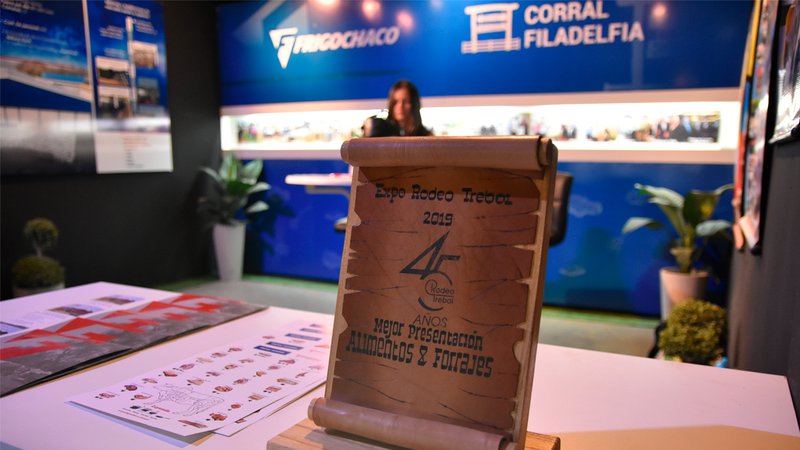 FRIGOCHACO
CORRAL
FILADELFIA
Expo Rodeo Trebol
2019
45
Rodeo
Trebol
AÑOS
Mejor Presentación
Alimentos & Forrajes